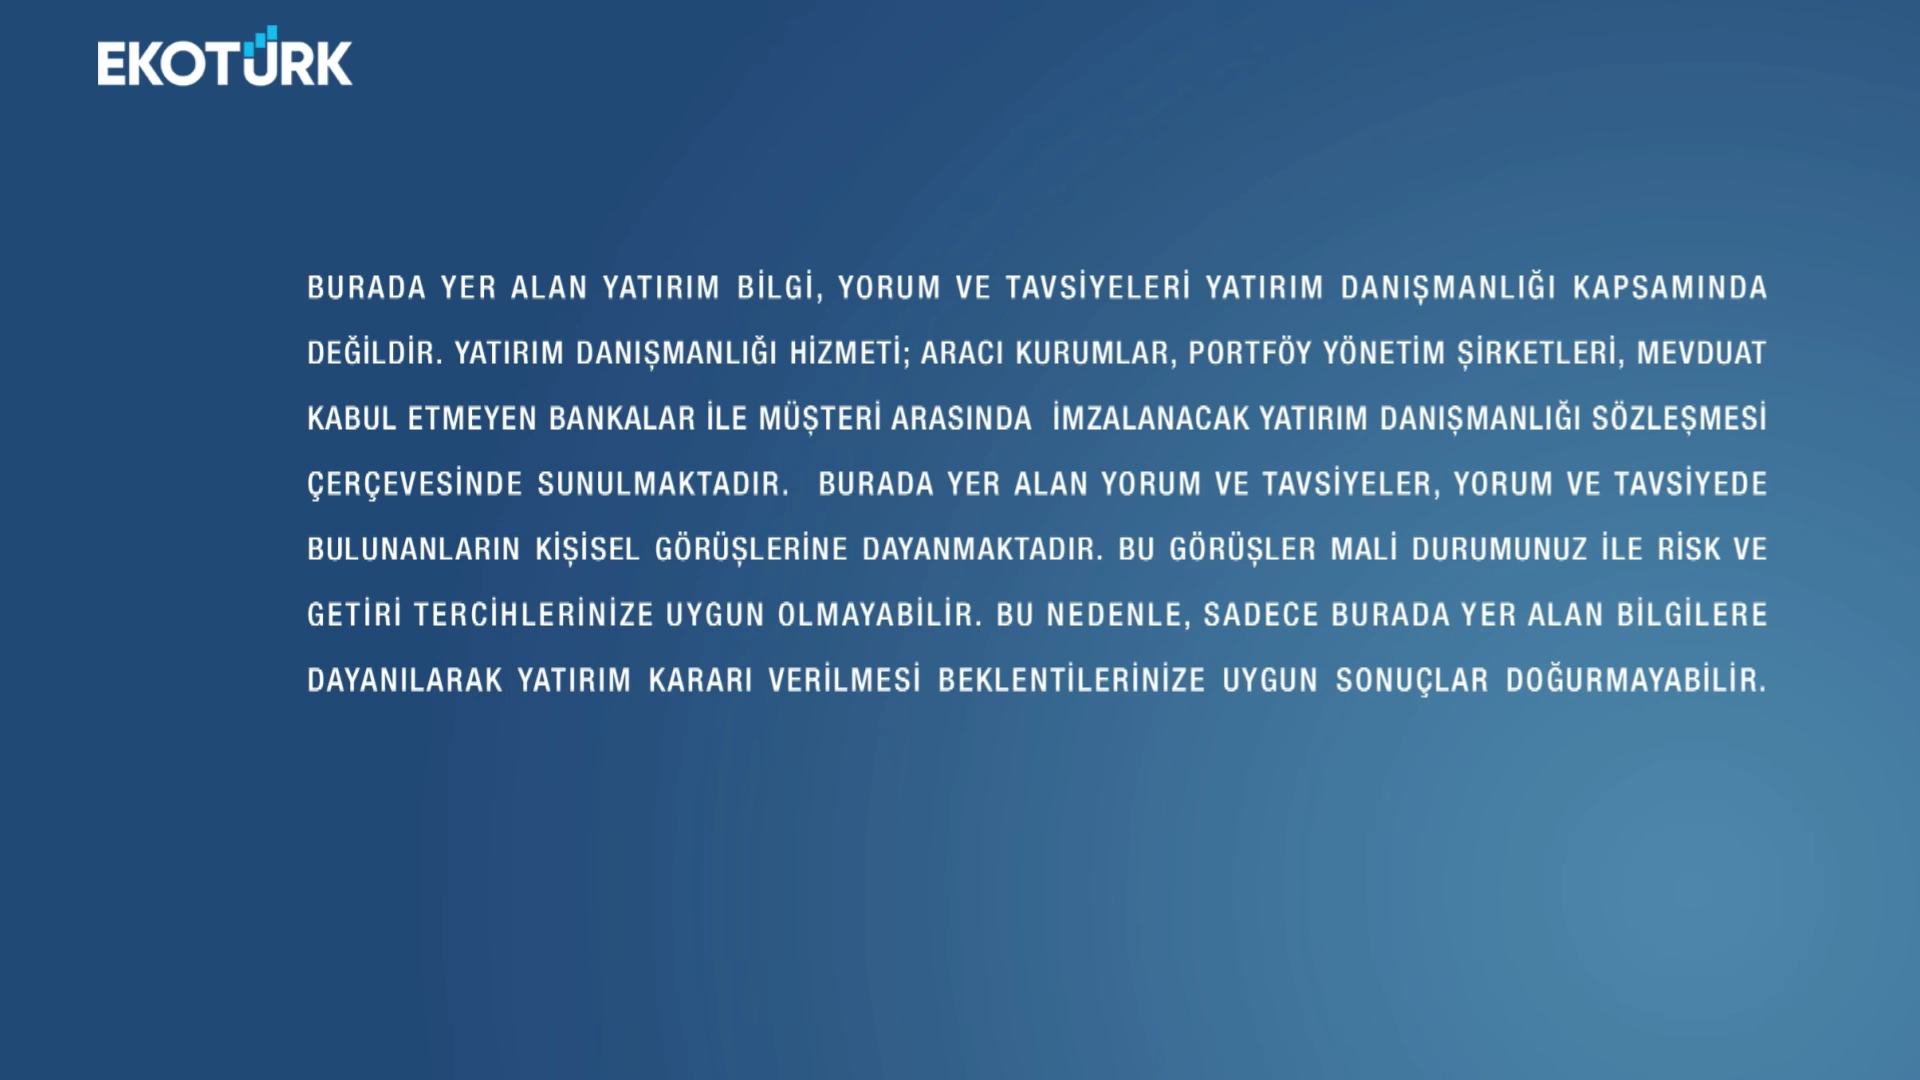 EKOTÜRK
BURADA YER ALAN YATIRIM BİLGİ, YORUM VE TAVSİYELERİ YATIRIM DANIŞMANLIĞI KAPSAMINDA
DEĞİLDİR. YATIRIM DANIŞMANLIĞI HİZMETİ; ARACI KURUMLAR, PORTFÖY YÖNETİM ŞİRKETLERİ, MEVDUAT
KABUL ETMEYEN BANKALAR İLE MÜŞTERİ ARASINDA İMZALANACAK YATIRIM DANIŞMANLIĞI SÖZLEŞMESİ
ÇERÇEVESİNDE SUNULMAKTADIR. BURADA YER ALAN YORUM VE TAVSİYELER, YORUM VE TAVSİYEDE
BULUNANLARIN KİŞİSEL GÖRÜŞLERİNE DAYANMAKTADIR. BU GÖRÜŞLER MALİ DURUMUNUZ İLE RİSK VE
GETİRİ TERCİHLERİNİZE UYGUN OLMAYABİLİR. BU NEDENLE, SADECE BURADA YER ALAN BİLGİLERE
DAYANILARAK YATIRIM KARARI VERİLMESİ BEKLENTİLERİNİZE UYGUN SONUÇLAR DOĞURMAYABİLİR.